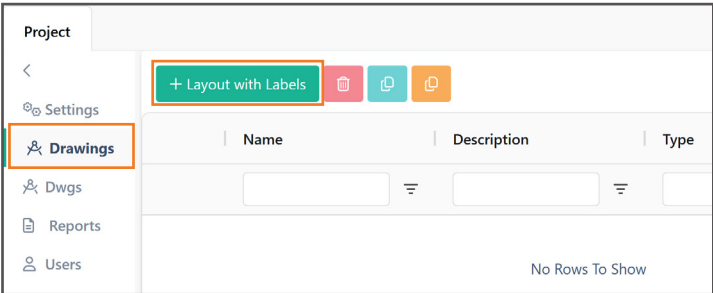 Project
Settings
Drawings
Dwgs
Reports
Users
+ Layout with Labels
Name
Description
Type
No Rows To Show